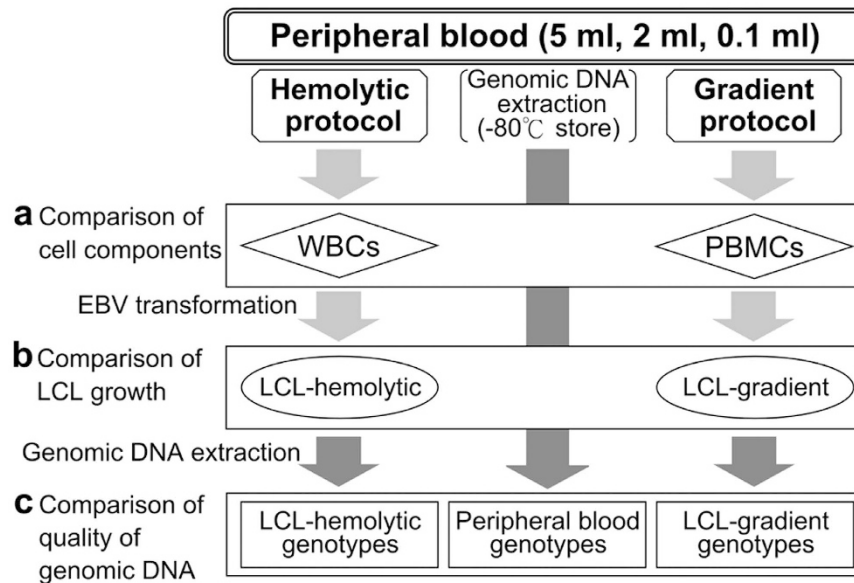 Peripheral blood (5 ml, 2 ml, 0.1 ml)
Hemolytic
protocol
Genomic DNA
extraction
(-80℃ store)
Gradient
protocol
a Comparison of
cell components
WBCs
PBMCs
EBV transformation
b Comparison of
LCL growth
LCL-hemolytic
LCL-gradient
Genomic DNA extraction
c Comparison of
quality of
genomic DNA
LCL-hemolytic
genotypes
Peripheral blood
genotypes
LCL-gradient
genotypes